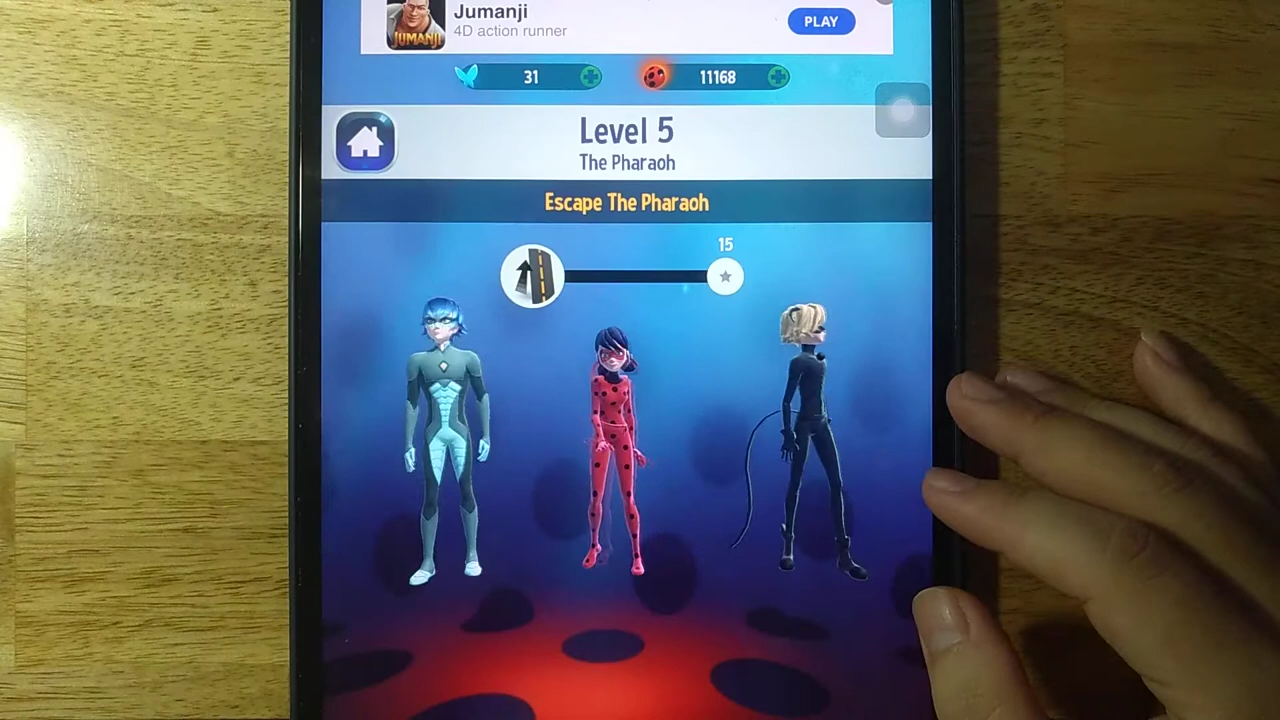 Jumanji
4D action runner
PLAY
JUMANJI
31
11168
Level 5
The Pharaoh
Escape The Pharaoh
15